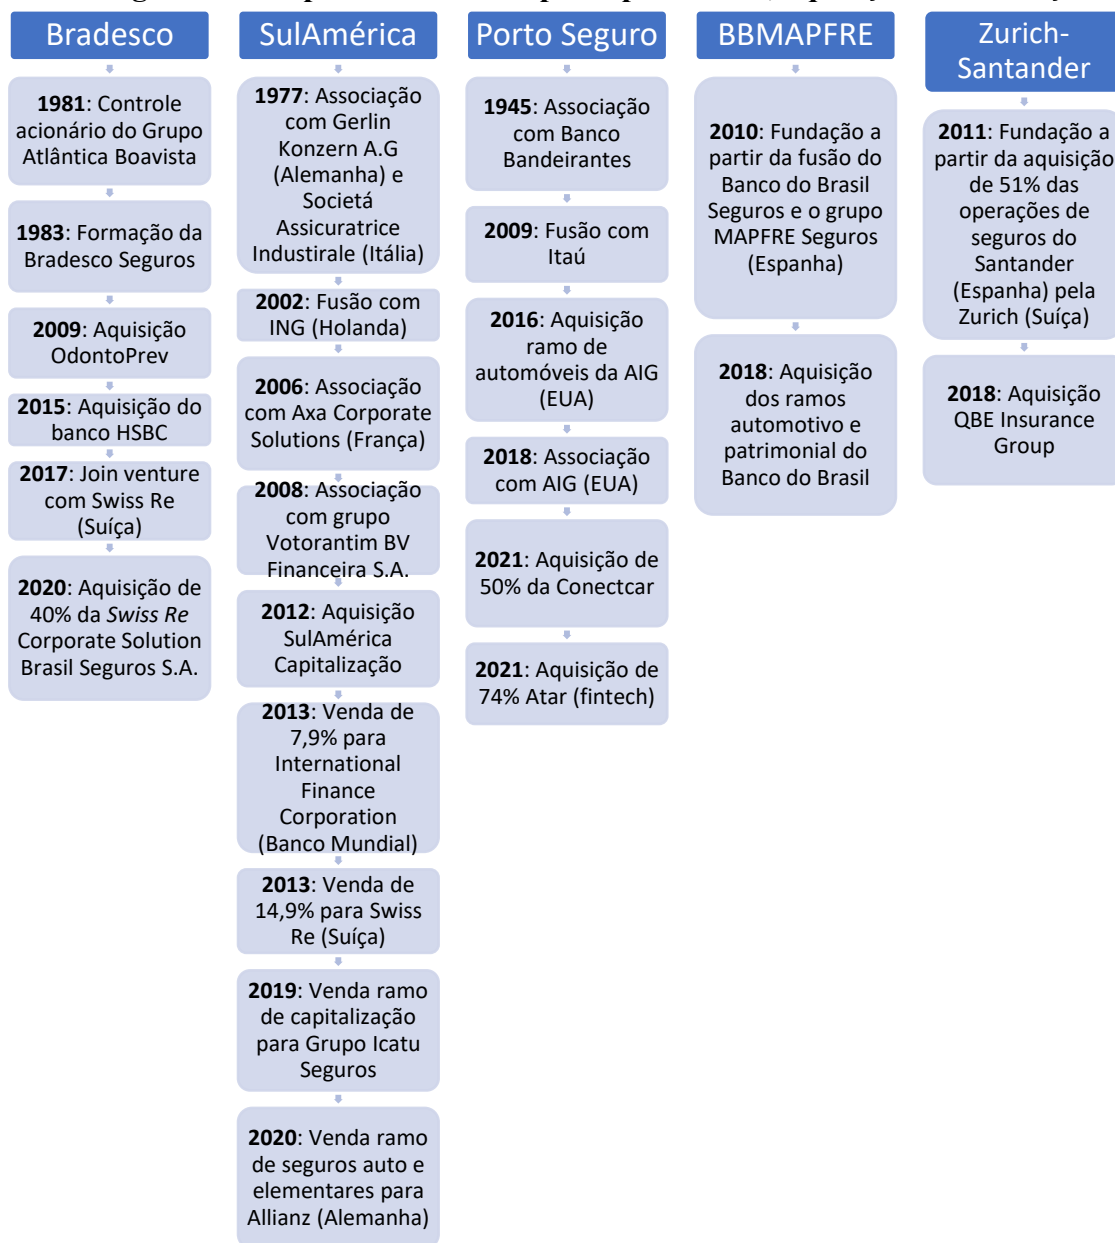 Bradesco
1981: Controle
acionário do Grupo
Atlântica Boavista
1983: Formação da
Bradesco Seguros
2009: Aquisição
OdontoPrev
2015: Aquisição do
banco HSBC
2017: Join venture
com Swiss Re
(Suíça)
2020: Aquisição de
40% da Swiss Re
Corporate Solution
Brasil Seguros S.A.
SulAmérica
1977: Associação
com Gerlin
Konzern A.G
(Alemanha) e
Societá
Assicuratrice
Industirale (Itália)
2002: Fusão com
ING (Holanda)
2006: Associação
com Axa Corporate
Solutions (França)
2008: Associação
com grupo
Votorantim BV
Financeira S.A.
2012: Aquisição
SulAmérica
Capitalização
2013: Venda de
7,9% para
International
Finance
Corporation
(Banco Mundial)
2013: Venda de
14,9% para Swiss
Re (Suíça)
2019: Venda ramo
de capitalização
para Grupo Icatu
Seguros
2020: Venda ramo
de seguros auto e
elementares para
Allianz (Alemanha)
Porto Seguro
1945: Associação
com Banco
Bandeirantes
2009: Fusão com
Itaú
2016: Aquisição
ramo de
automóveis da AIG
(EUA)
2018: Associação
com AIG (EUA)
2021: Aquisição de
50% da Conectcar
2021: Aquisição de
74% Atar (fintech)
BBMAPFRE
2010: Fundação a
partir da fusão do
Banco do Brasil
Seguros e o grupo
MAPFRE Seguros
(Espanha)
2018: Aquisição
dos ramos
automotivo e
patrimonial do
Banco do Brasil
Zurich-
Santander
2011: Fundação a
partir da aquisição
de 51% das
operações de
seguros do
Santander
(Espanha) pela
Zurich (Suíça)
2018: Aquisição
QBE Insurance
Group